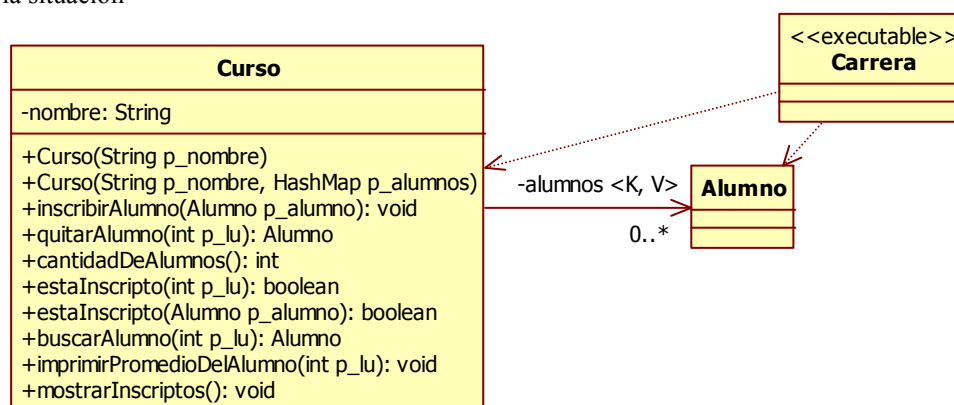 la situación
<<executable>>
Carrera
Curso
-nombre: String
+Curso(String p_nombre)
+Curso(String p_nombre, HashMap p_alumnos)
+inscribirAlumno(Alumno p_alumno): void
+quitarAlumno(int p_lu): Alumno
+cantidadDeAlumnos(): int
+estaInscripto(int p_lu): boolean
+estaInscripto(Alumno p_alumno): boolean
+buscarAlumno(int p_lu): Alumno
+imprimirPromedioDelAlumno(int p_lu): void
+mostrarInscriptos(): void
-alumnos <K, V>
0..*
Alumno